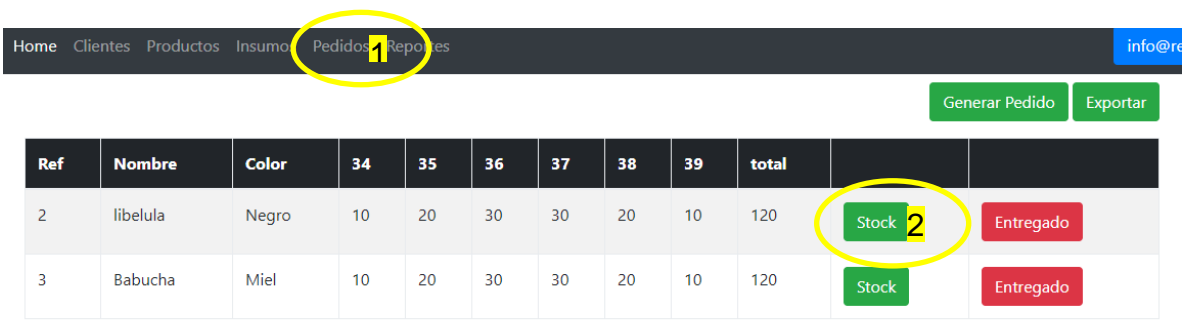 Home Clientes Productos Insumos Pedidos 1 Reportes info@re
Generar Pedido Exportar
Ref Nombre Color 34 35 36 37 38 39 total
2 libelula Negro 10 20 30 30 20 10 120 Stock 2 Entregado
3 Babucha Miel 10 20 30 30 20 10 120 Stock Entregado